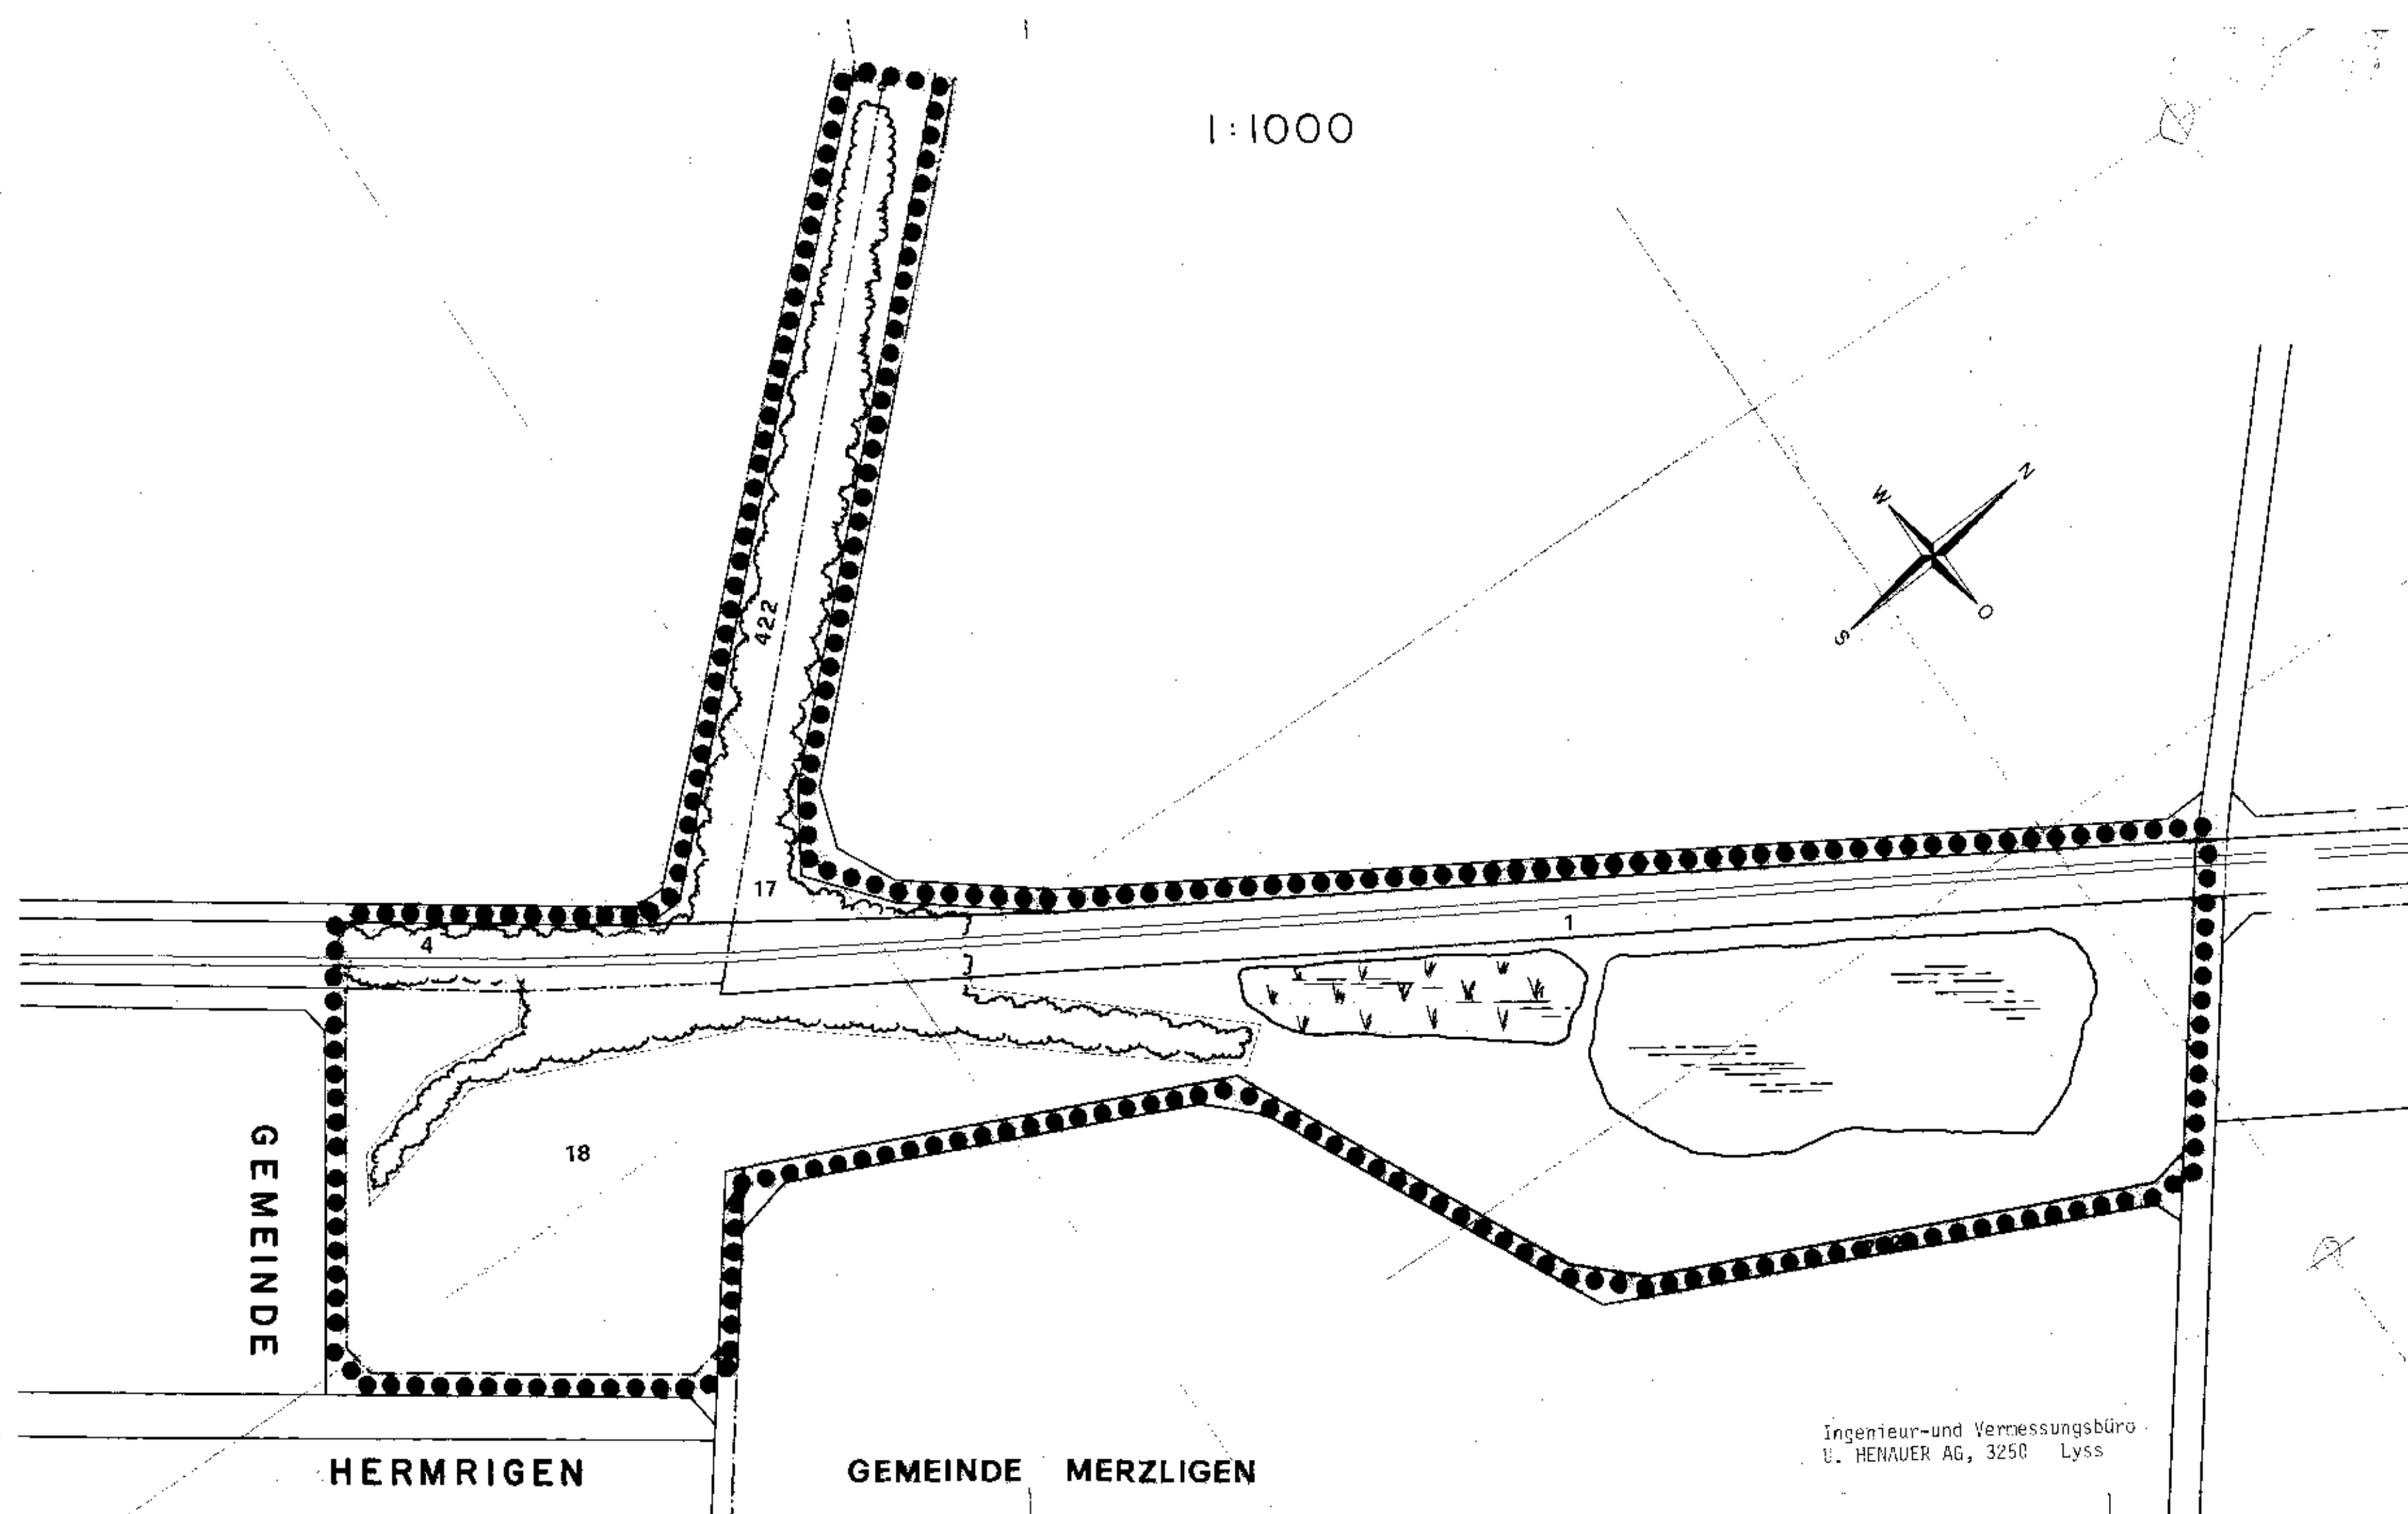 1:1000
N
W
O
S
422
17
4
1
18
GEMEINDE
HERMRIGEN
GEMEINDE MERZLIGEN
Ingenieur-und Vermessungsbüro
U. HENAUER AG, 3250 Lyss